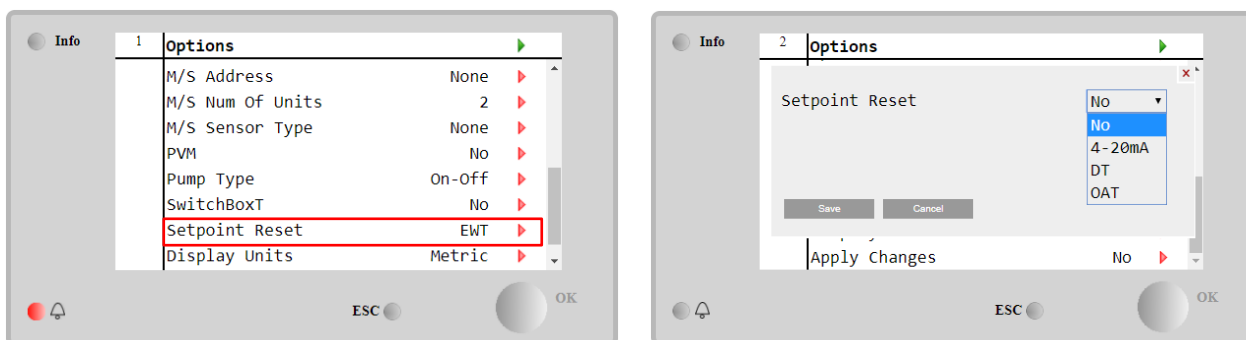 Info
1 Options
M/S Address None
M/S Num Of Units 2
M/S Sensor Type None
PVM No
Pump Type On-Off
SwitchBoxT No
Setpoint Reset EWT
Display Units Metric
ESC
OK
Info
2 Options
x
Setpoint Reset No
No
4-20mA
DT
OAT
Save Cancel
Apply Changes No
ESC
OK